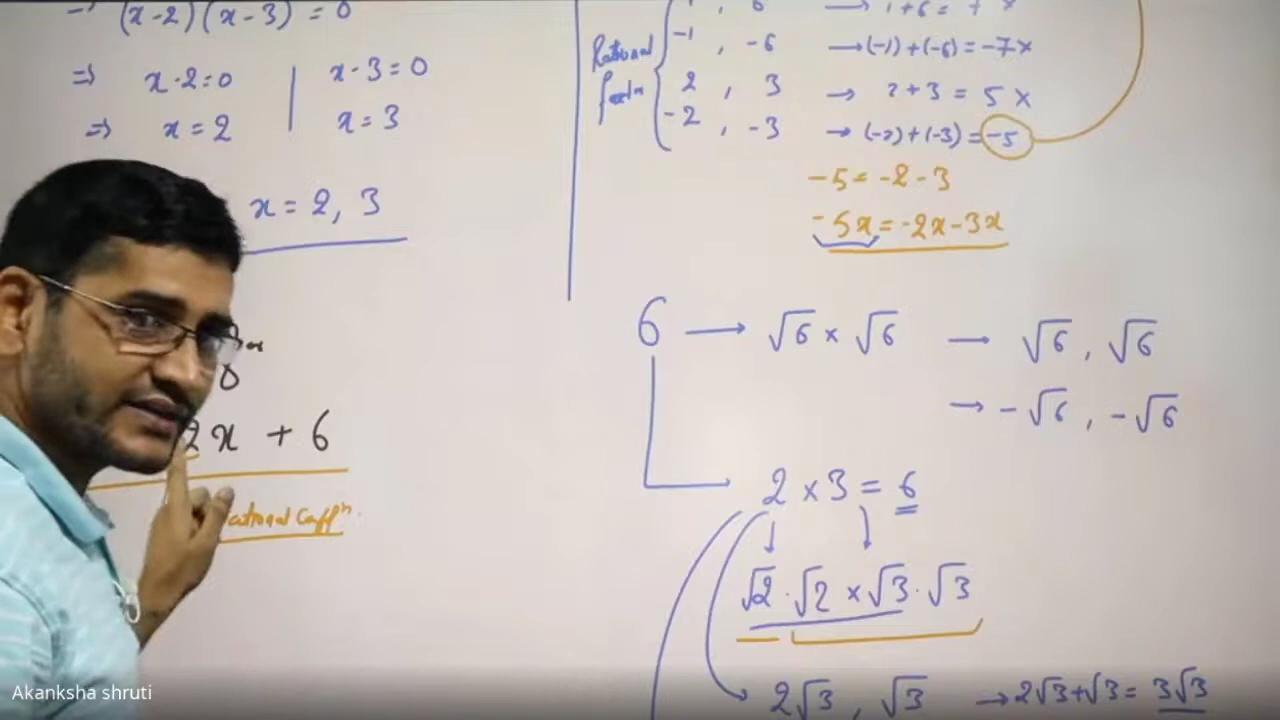 (x-2)(x-3) = 0
⇒ x-2=0 | x-3=0
⇒ x=2 x=3
x = 2, 3
0
2x + 6
Rational
-1, -6 → (-1)+(-6) = -7 ×
2, 3 → 2+3 = 5 ×
-2, -3 → (-2)+(-3) = -5
-5 = -2-3
-5x = -2x-3x
6 → √6 × √6 → √6, √6
→ -√6, -√6
2 × 3 = 6
√2 · √2 × √3 · √3
2√3, √3 → 2√3+√3 = 3√3
Akanksha shruti